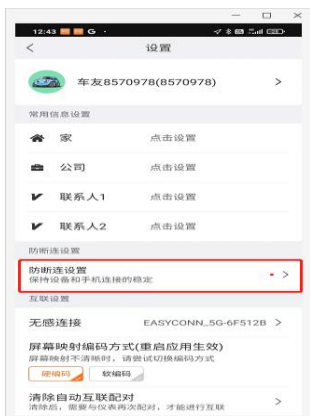 12:43 G ·
设置
车友8570978(8570978)
常用信息设置
家 点击设置
公司 点击设置
联系人1 点击设置
联系人2 点击设置
防断连设置
防断连设置
保持设备和手机连接的稳定
互联设置
无感连接 EASYCONN_5G-6F512B
屏幕映射编码方式(重启应用生效)
屏幕映射不清晰时，请尝试切换编码方式
硬编码 软编码
清除自动互联配对
清除后，需要与仪表再次配对，才能进行互联